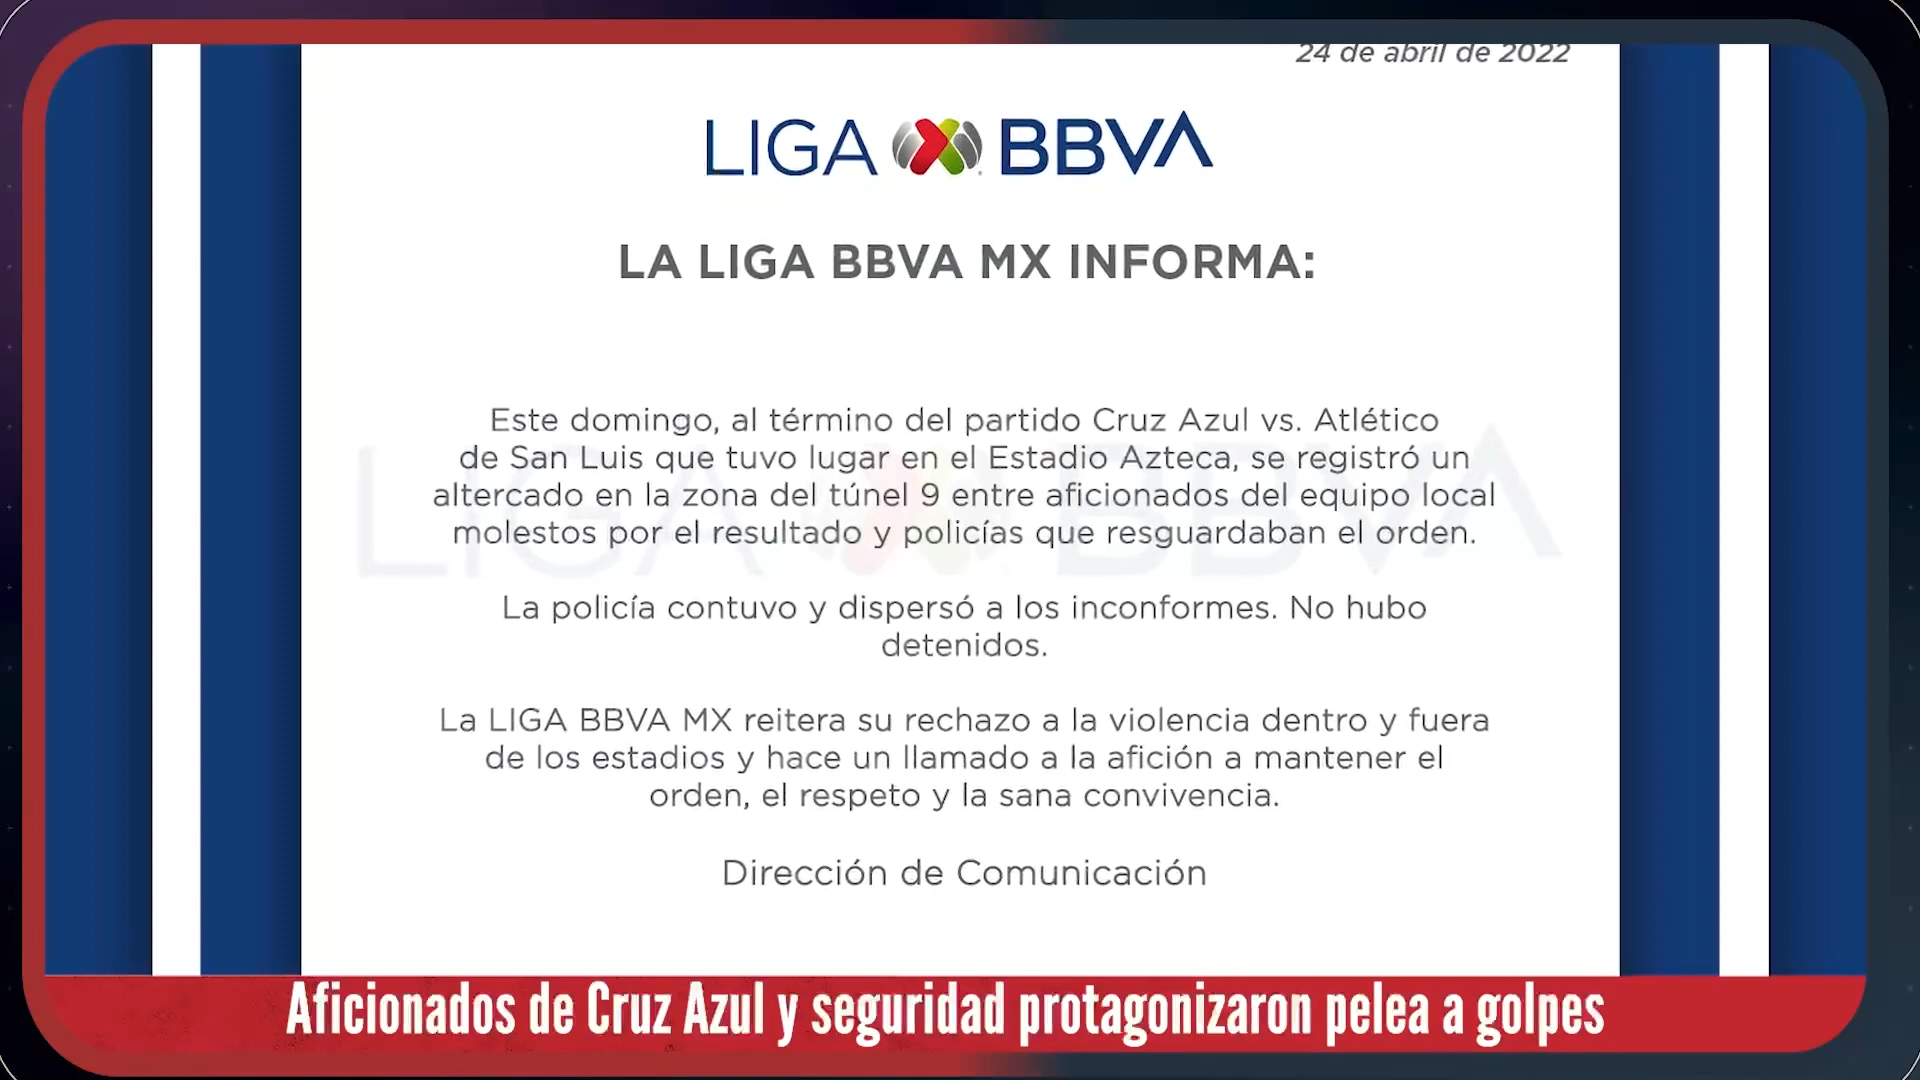 24 de abril de 2022
LIGA BBVA
LA LIGA BBVA MX INFORMA:
Este domingo, al término del partido Cruz Azul vs. Atlético
de San Luis que tuvo lugar en el Estadio Azteca, se registró un
altercado en la zona del túnel 9 entre aficionados del equipo local
molestos por el resultado y policías que resguardaban el orden.
La policía contuvo y dispersó a los inconformes. No hubo
detenidos.
La LIGA BBVA MX reitera su rechazo a la violencia dentro y fuera
de los estadios y hace un llamado a la afición a mantener el
orden, el respeto y la sana convivencia.
Dirección de Comunicación
Aficionados de Cruz Azul y seguridad protagonizaron pelea a golpes